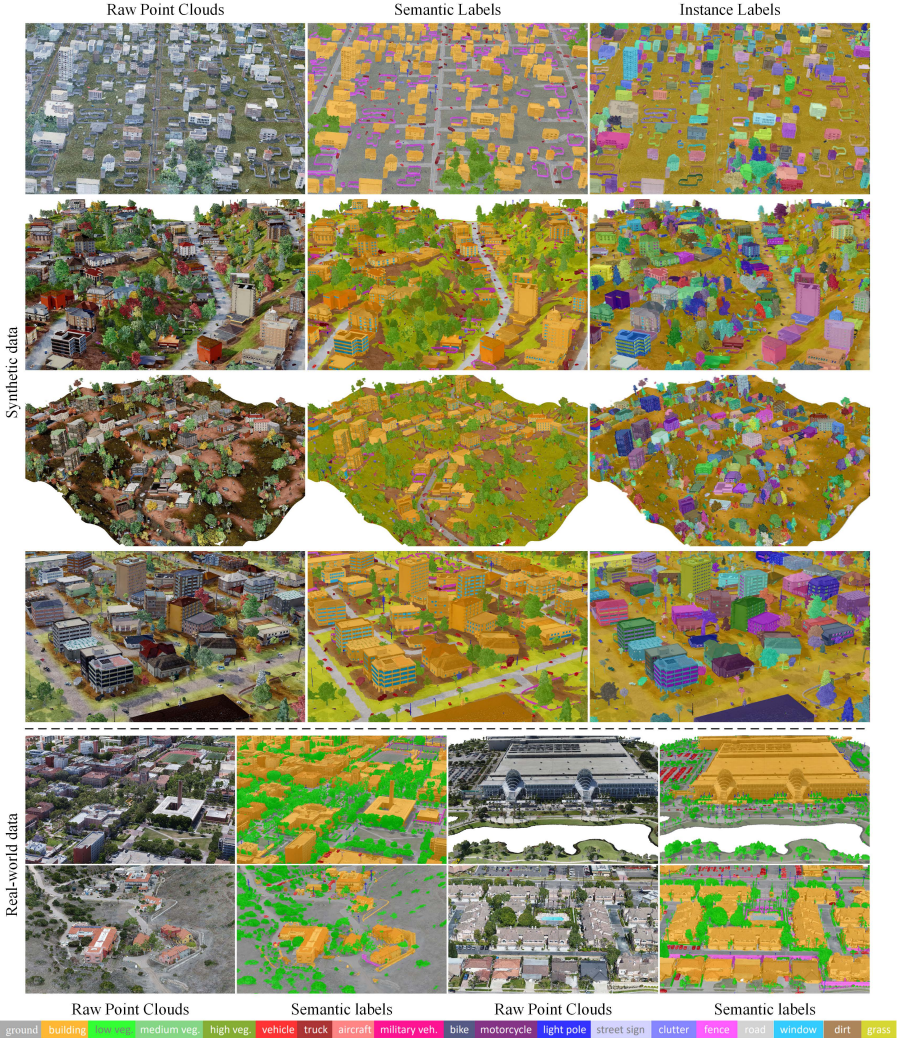 Raw Point Clouds Semantic Labels Instance Labels
Synthetic data
Real-world data
Raw Point Clouds Semantic labels Raw Point Clouds Semantic labels
ground building low veg. medium veg. high veg. vehicle truck aircraft military veh. bike motorcycle light pole street sign clutter fence road window dirt grass